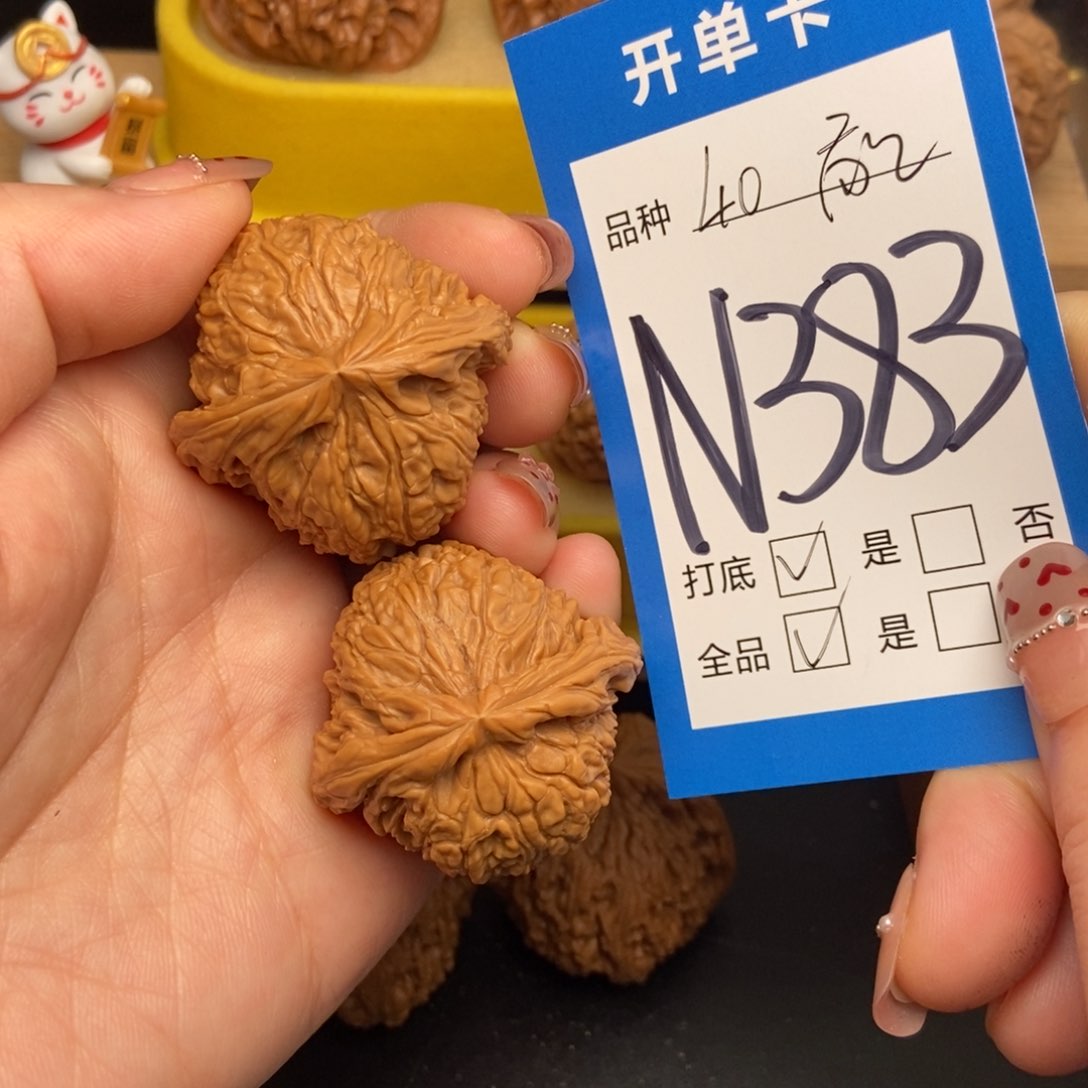 开单卡
品种 40
N383
打底 ☑ 是 ☐ 否
全品 ☑ 是 ☐